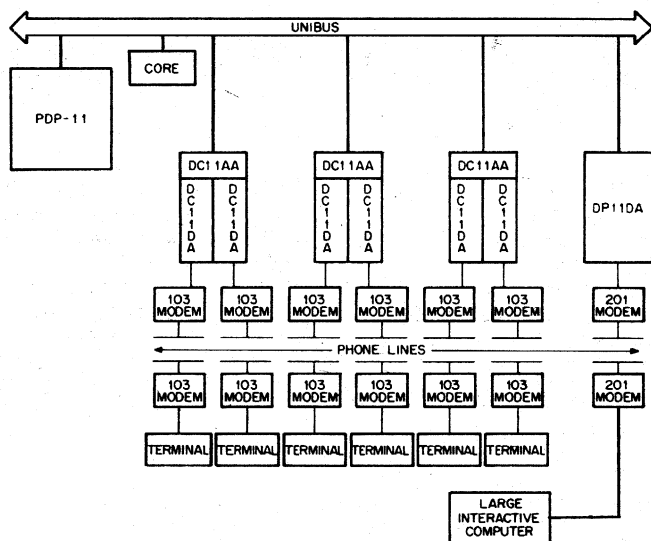 UNIBUS
CORE
PDP-11
DC11AA
DC11AA
DC11AA
DC11DA
DC11DA
DC11DA
DC11DA
DC11DA
DC11DA
DP11DA
103
MODEM
103
MODEM
103
MODEM
103
MODEM
103
MODEM
103
MODEM
201
MODEM
PHONE LINES
103
MODEM
103
MODEM
103
MODEM
103
MODEM
103
MODEM
103
MODEM
201
MODEM
TERMINAL
TERMINAL
TERMINAL
TERMINAL
TERMINAL
TERMINAL
LARGE
INTERACTIVE
COMPUTER